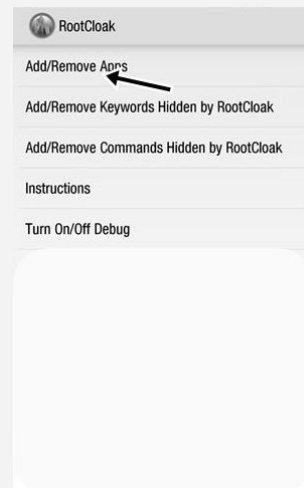 RootCloak
Add/Remove Apps
Add/Remove Keywords Hidden by RootCloak
Add/Remove Commands Hidden by RootCloak
Instructions
Turn On/Off Debug